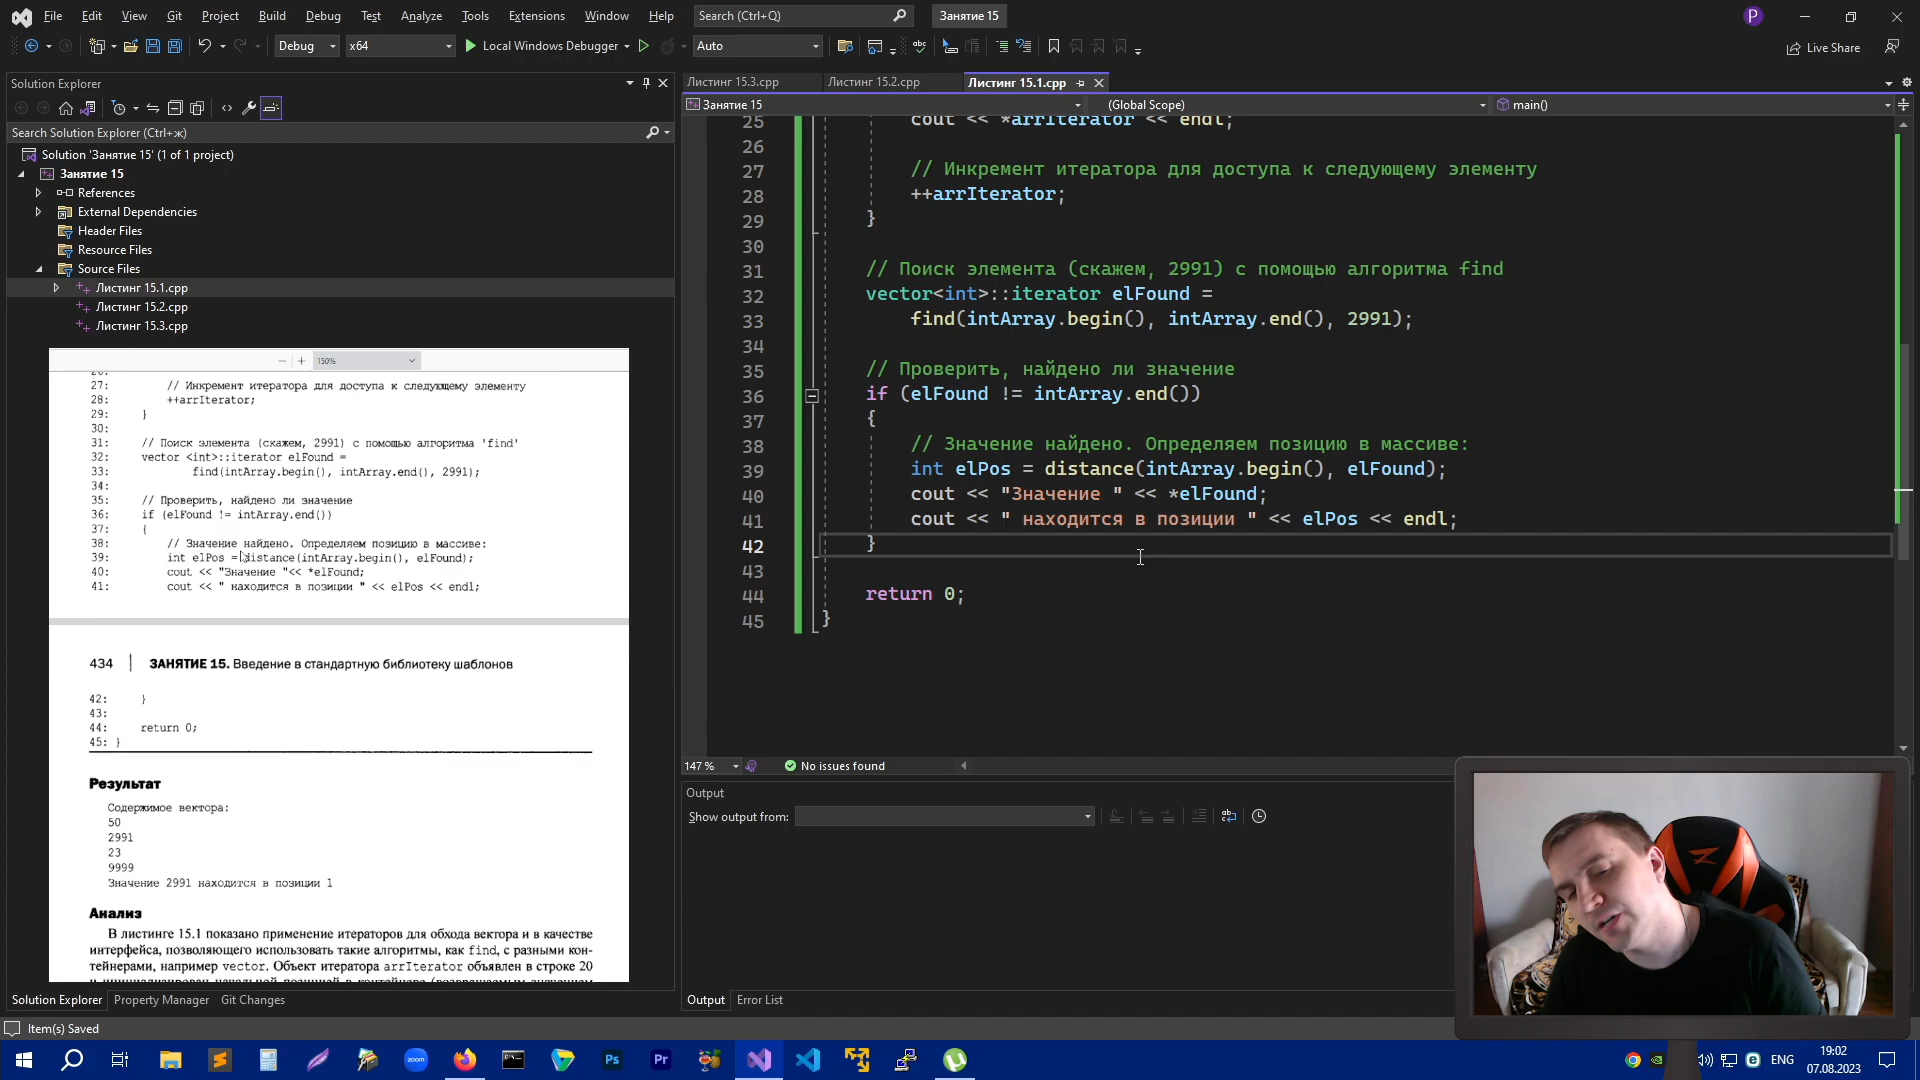 File Edit View Git Project Build Debug Test Analyze Tools Extensions Window Help Search (Ctrl+Q) Занятие 15 P
Debug x64 Local Windows Debugger Auto Live Share
Solution Explorer
Search Solution Explorer (Ctrl+ж)
Solution 'Занятие 15' (1 of 1 project)
Занятие 15
References
External Dependencies
Header Files
Resource Files
Source Files
Листинг 15.1.cpp
Листинг 15.2.cpp
Листинг 15.3.cpp
150%
27: // Инкремент итератора для доступа к следующему элементу
28: ++arrIterator;
29: }
30:
31: // Поиск элемента (скажем, 2991) с помощью алгоритма 'find'
32: vector <int>::iterator elFound =
33: find(intArray.begin(), intArray.end(), 2991);
34:
35: // Проверить, найдено ли значение
36: if (elFound != intArray.end())
37: {
38: // Значение найдено. Определяем позицию в массиве:
39: int elPos = distance(intArray.begin(), elFound);
40: cout << "Значение "<< *elFound;
41: cout << " находится в позиции " << elPos << endl;
434 | ЗАНЯТИЕ 15. Введение в стандартную библиотеку шаблонов
42: }
43:
44: return 0;
45: }
Результат
Содержимое вектора:
50
2991
23
9999
Значение 2991 находится в позиции 1
Анализ
В листинге 15.1 показано применение итераторов для обхода вектора и в качестве
интерфейса, позволяющего использовать такие алгоритмы, как find, с разными кон-
тейнерами, например vector. Объект итератора arrIterator объявлен в строке 20
Solution Explorer Property Manager Git Changes
Листинг 15.3.cpp Листинг 15.2.cpp Листинг 15.1.cpp
Занятие 15 (Global Scope) main()
25 cout << *arrIterator << endl;
26
27 // Инкремент итератора для доступа к следующему элементу
28 ++arrIterator;
29 }
30
31 // Поиск элемента (скажем, 2991) с помощью алгоритма find
32 vector<int>::iterator elFound =
33 find(intArray.begin(), intArray.end(), 2991);
34
35 // Проверить, найдено ли значение
36 if (elFound != intArray.end())
37 {
38 // Значение найдено. Определяем позицию в массиве:
39 int elPos = distance(intArray.begin(), elFound);
40 cout << "Значение " << *elFound;
41 cout << " находится в позиции " << elPos << endl;
42 }
43
44 return 0;
45 }
147 % No issues found
Output
Show output from:
Output Error List
Item(s) Saved
zoom Ps Pr ENG 19:02
07.08.2023